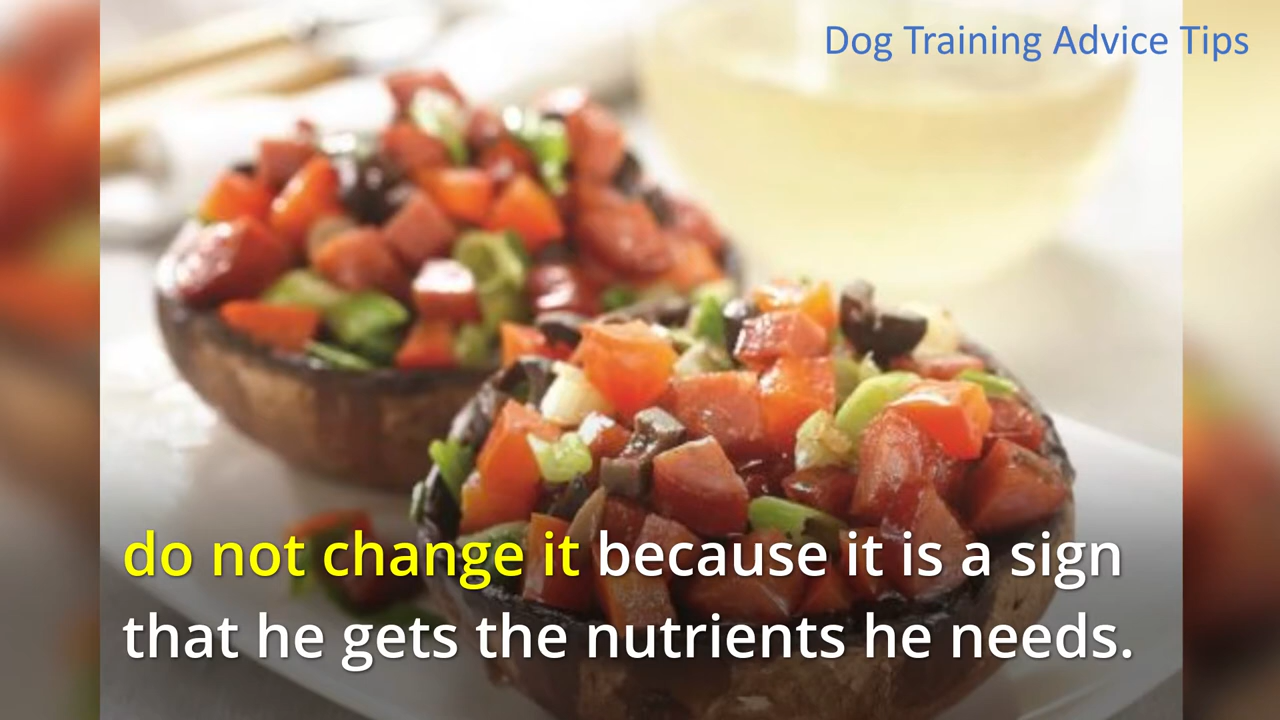 Dog Training Advice Tips
do not change it because it is a sign
that he gets the nutrients he needs.